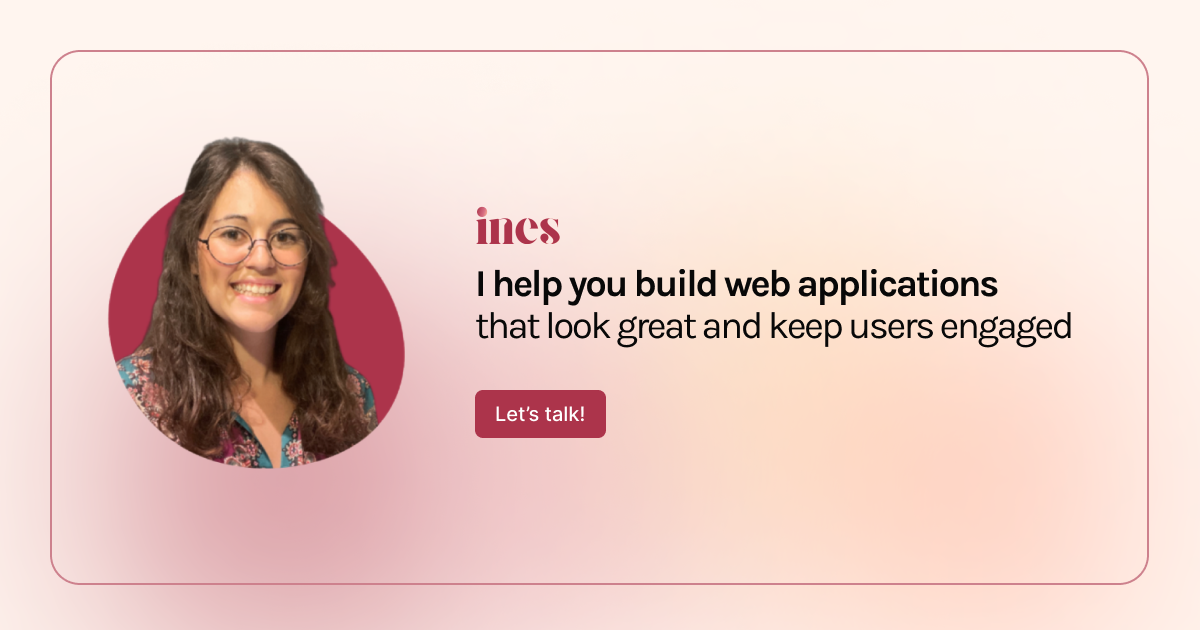 ines
I help you build web applications
that look great and keep users engaged
Let’s talk!